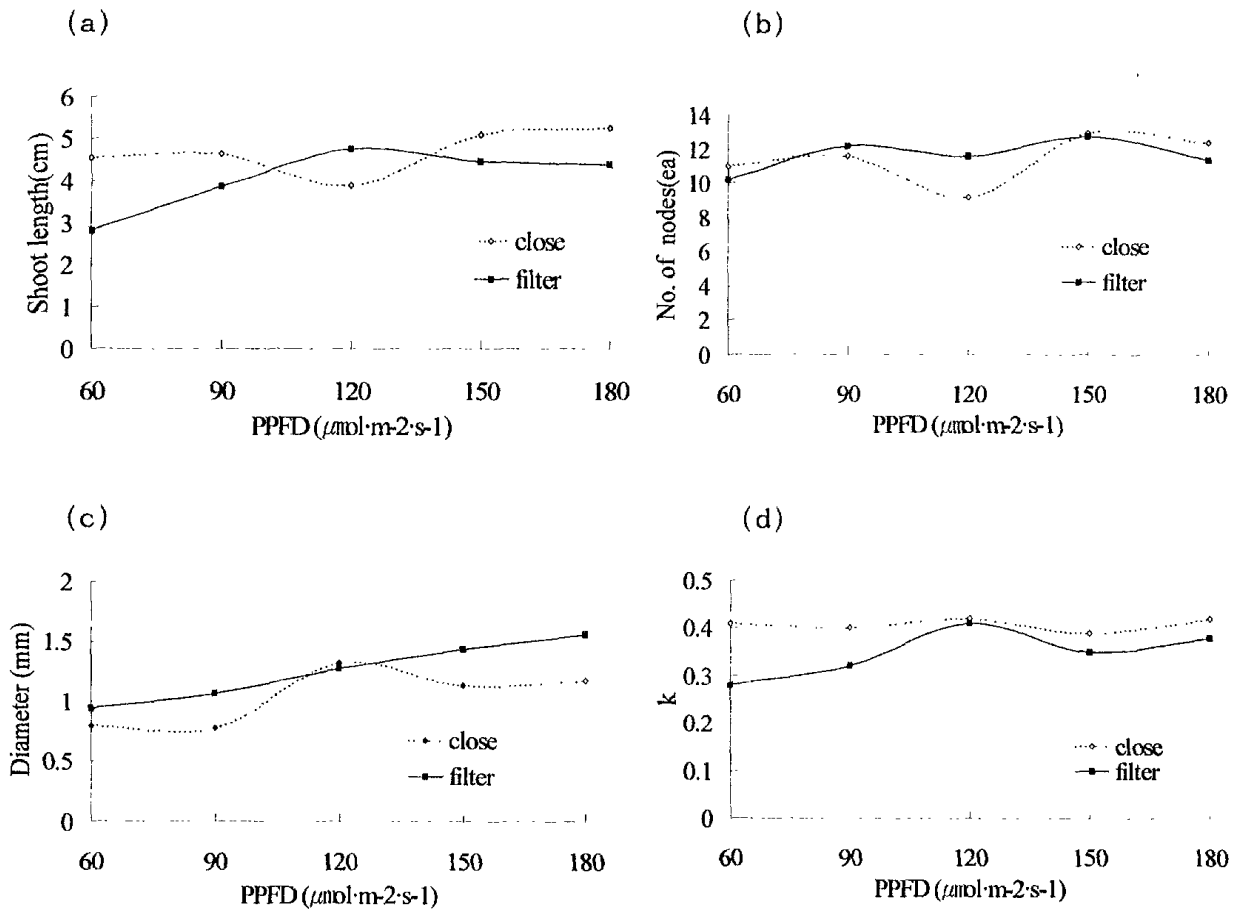 (a)
Shoot length(cm)
6
5
4
3
2
1
0
60 90 120 150 180
PPFD (μmol·m-2·s-1)
close
filter
(b)
No. of nodes(ea)
14
12
10
8
6
4
2
0
60 90 120 150 180
PPFD (μmol·m-2·s-1)
close
filter
(c)
Diameter (mm)
2
1.5
1
0.5
0
60 90 120 150 180
PPFD (μmol·m-2·s-1)
close
filter
(d)
k
0.5
0.4
0.3
0.2
0.1
0
60 90 120 150 180
PPFD (μmol·m-2·s-1)
close
filter